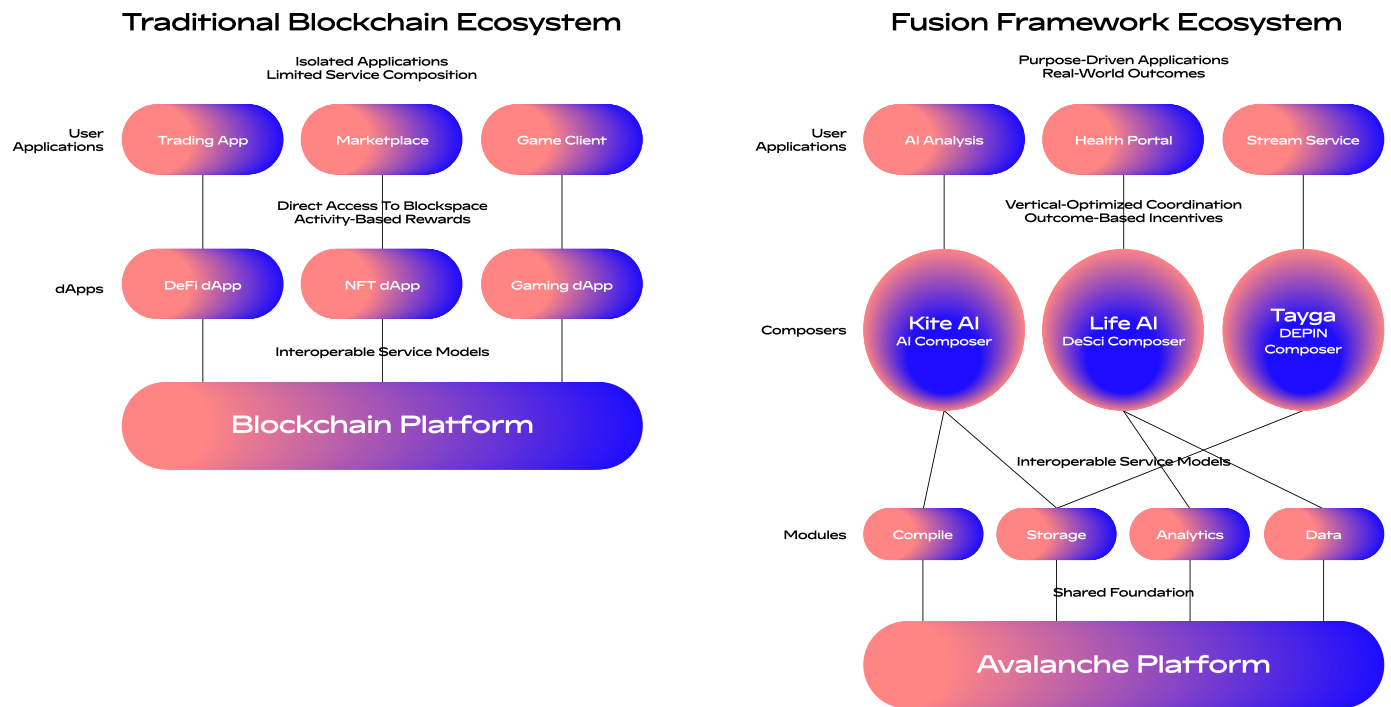 Traditional Blockchain Ecosystem
Isolated Applications
Limited Service Composition
User
Applications
Trading App
Marketplace
Game Client
Direct Access To Blockspace
Activity-Based Rewards
dApps
DeFi dApp
NFT dApp
Gaming dApp
Interoperable Service Models
Blockchain Platform
Fusion Framework Ecosystem
Purpose-Driven Applications
Real-World Outcomes
User
Applications
AI Analysis
Health Portal
Stream Service
Vertical-Optimized Coordination
Outcome-Based Incentives
Composers
Kite AI
AI Composer
Life AI
DeSci Composer
Tayga
DEPIN
Composer
Interoperable Service Models
Modules
Compile
Storage
Analytics
Data
Shared Foundation
Avalanche Platform